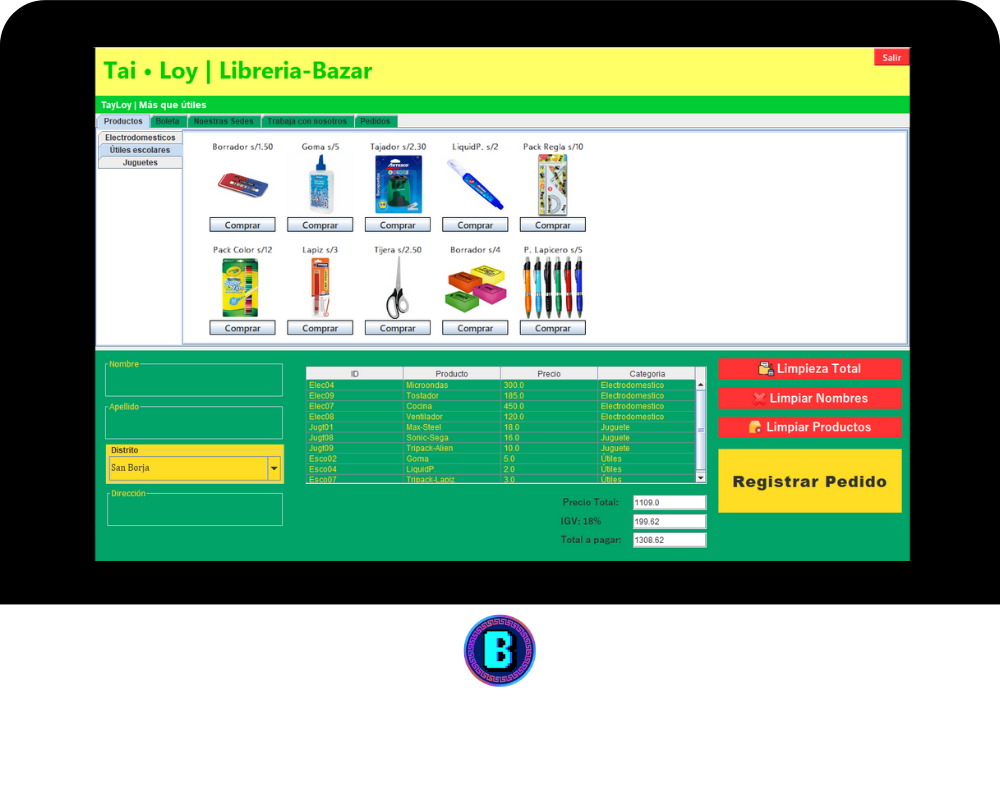 Salir
Tai • Loy | Libreria-Bazar
TayLoy | Más que útiles
Productos Boleta Nuestras Sedes Trabaja con nosotros Pedidos
Electrodomesticos
Útiles escolares
Juguetes
Borrador s/1.50 Goma s/5 Tajador s/2.30 LiquidP. s/2 Pack Regla s/10
Comprar Comprar Comprar Comprar Comprar
Pack Color s/12 Lapiz s/3 Tijera s/2.50 Borrador s/4 P. Lapicero s/5
Comprar Comprar Comprar Comprar Comprar
Nombre
Apellido
Distrito
San Borja
Dirección
ID Producto Precio Categoria
Elec04 Microondas 300.0 Electrodomestico
Elec09 Tostador 185.0 Electrodomestico
Elec07 Cocina 450.0 Electrodomestico
Elec08 Ventilador 120.0 Electrodomestico
Jugt01 Max-Steel 18.0 Juguete
Jugt08 Sonic-Sega 16.0 Juguete
Jugt09 Tripack-Alien 10.0 Juguete
Esco02 Goma 5.0 Útiles
Esco04 LiquidP. 2.0 Útiles
Esco07 Tripack-Lapiz 3.0 Útiles
Precio Total: 1109.0
IGV: 18% 199.62
Total a pagar: 1308.62
Limpieza Total
Limpiar Nombres
Limpiar Productos
Registrar Pedido
B